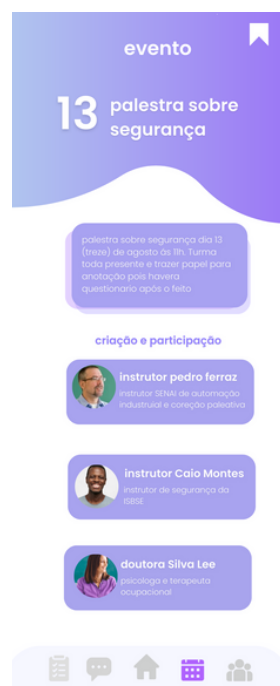 evento
13
palestra sobre
segurança
palestra sobre segurança dia 13
(treze) de agosto às 11h. Turma
toda presente e trazer papel para
anotação pois havera
questionario após o feito
criação e participação
instrutor pedro ferraz
instrutor SENAI de automação
industruial e coreção paleativa
instrutor Caio Montes
instrutor de segurança da
ISBSE
doutora Silva Lee
psicologa e terapeuta
ocupacional